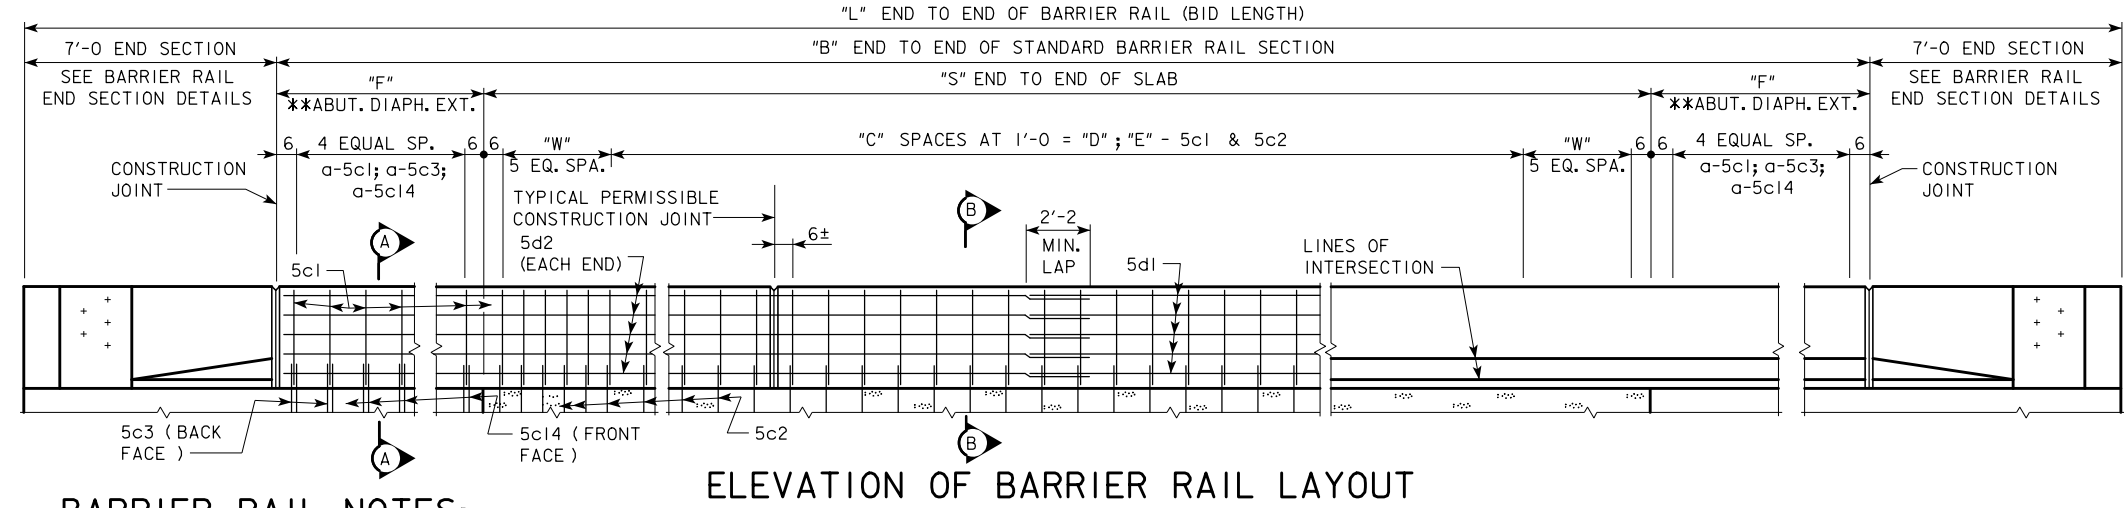 "L" END TO END OF BARRIER RAIL (BID LENGTH)
7'-0 END SECTION
"B" END TO END OF STANDARD BARRIER RAIL SECTION
7'-0 END SECTION
SEE BARRIER RAIL
END SECTION DETAILS
"F"
**ABUT. DIAPH. EXT.
"S" END TO END OF SLAB
"F"
**ABUT. DIAPH. EXT.
SEE BARRIER RAIL
END SECTION DETAILS
6
4 EQUAL SP.
a-5c1; a-5c3;
a-5c14
6
6
"W"
5 EQ. SPA.
"C" SPACES AT 1'-0 = "D"; "E" - 5c1 & 5c2
"W"
5 EQ. SPA.
6
6
4 EQUAL SP.
a-5c1; a-5c3;
a-5c14
6
CONSTRUCTION
JOINT
TYPICAL PERMISSIBLE
CONSTRUCTION JOINT
CONSTRUCTION
JOINT
A
B
5c1
5d2
(EACH END)
6±
2'-2
MIN.
LAP
5d1
LINES OF
INTERSECTION
5c3 (BACK
FACE )
A
5c14 (FRONT
FACE )
5c2
B
ELEVATION OF BARRIER RAIL LAYOUT
BARRIER RAIL NOTES: